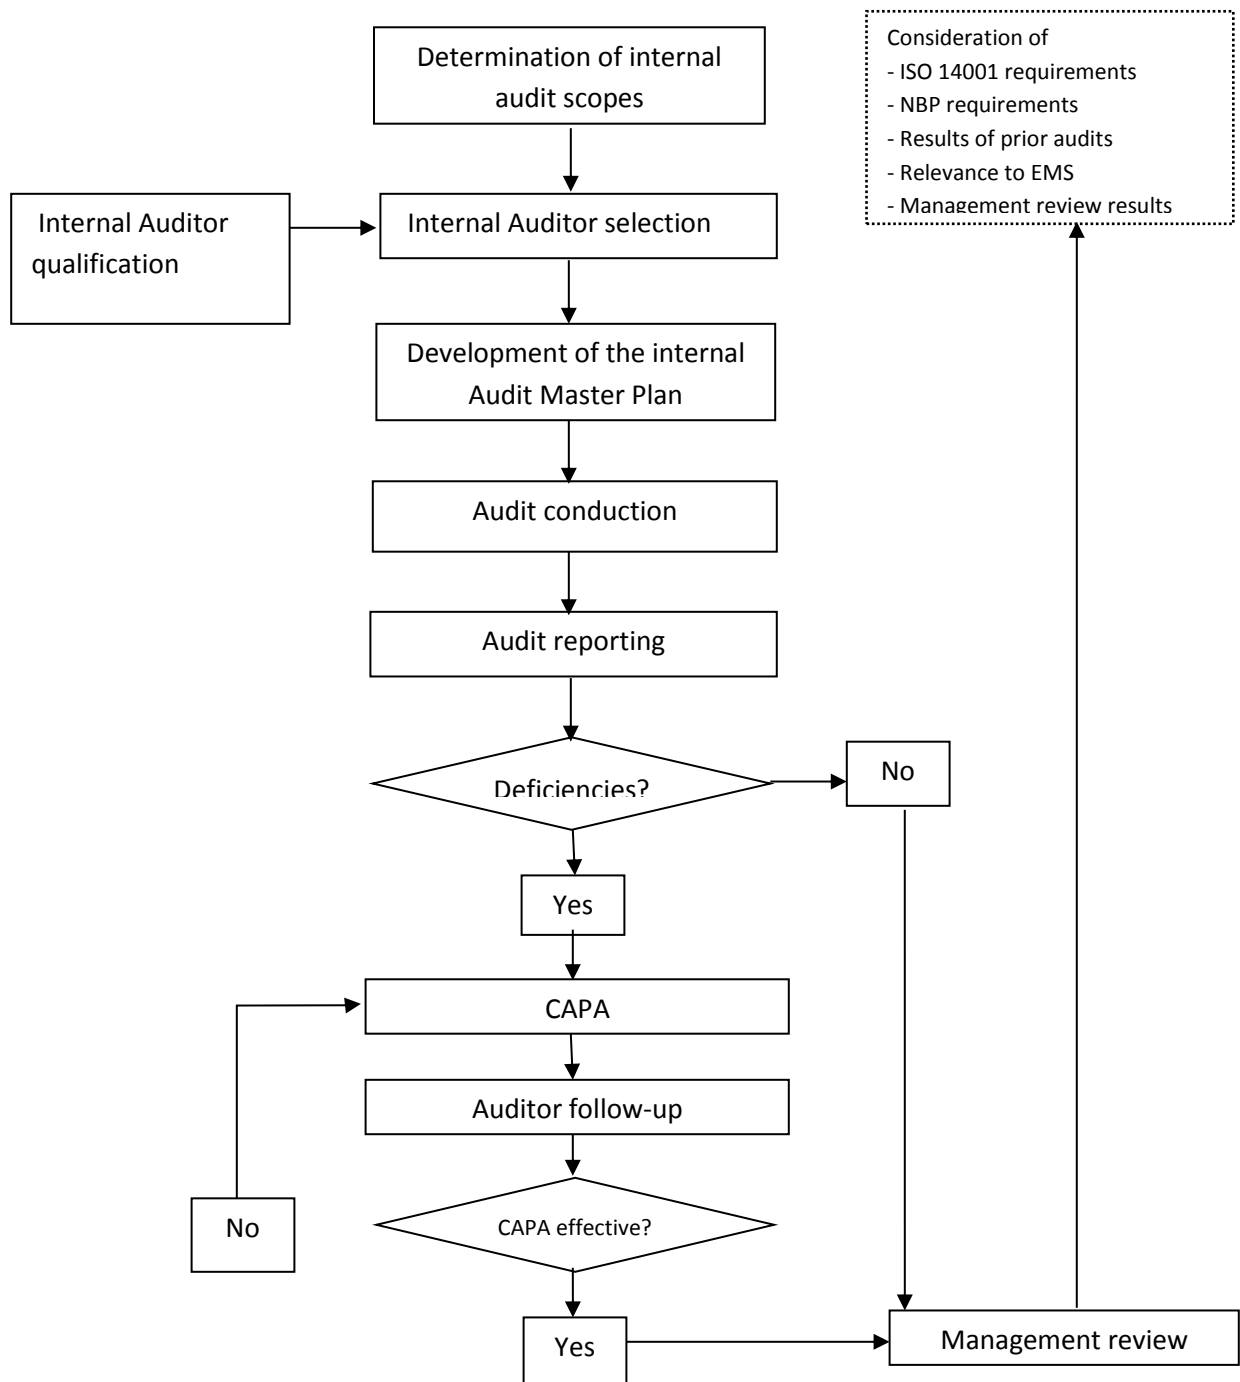 Determination of internal
audit scopes
Consideration of
- ISO 14001 requirements
- NBP requirements
- Results of prior audits
- Relevance to EMS
- Management review results
Internal Auditor
qualification
Internal Auditor selection
Development of the internal
Audit Master Plan
Audit conduction
Audit reporting
Deficiencies?
No
Yes
CAPA
Auditor follow-up
No
CAPA effective?
Yes
Management review